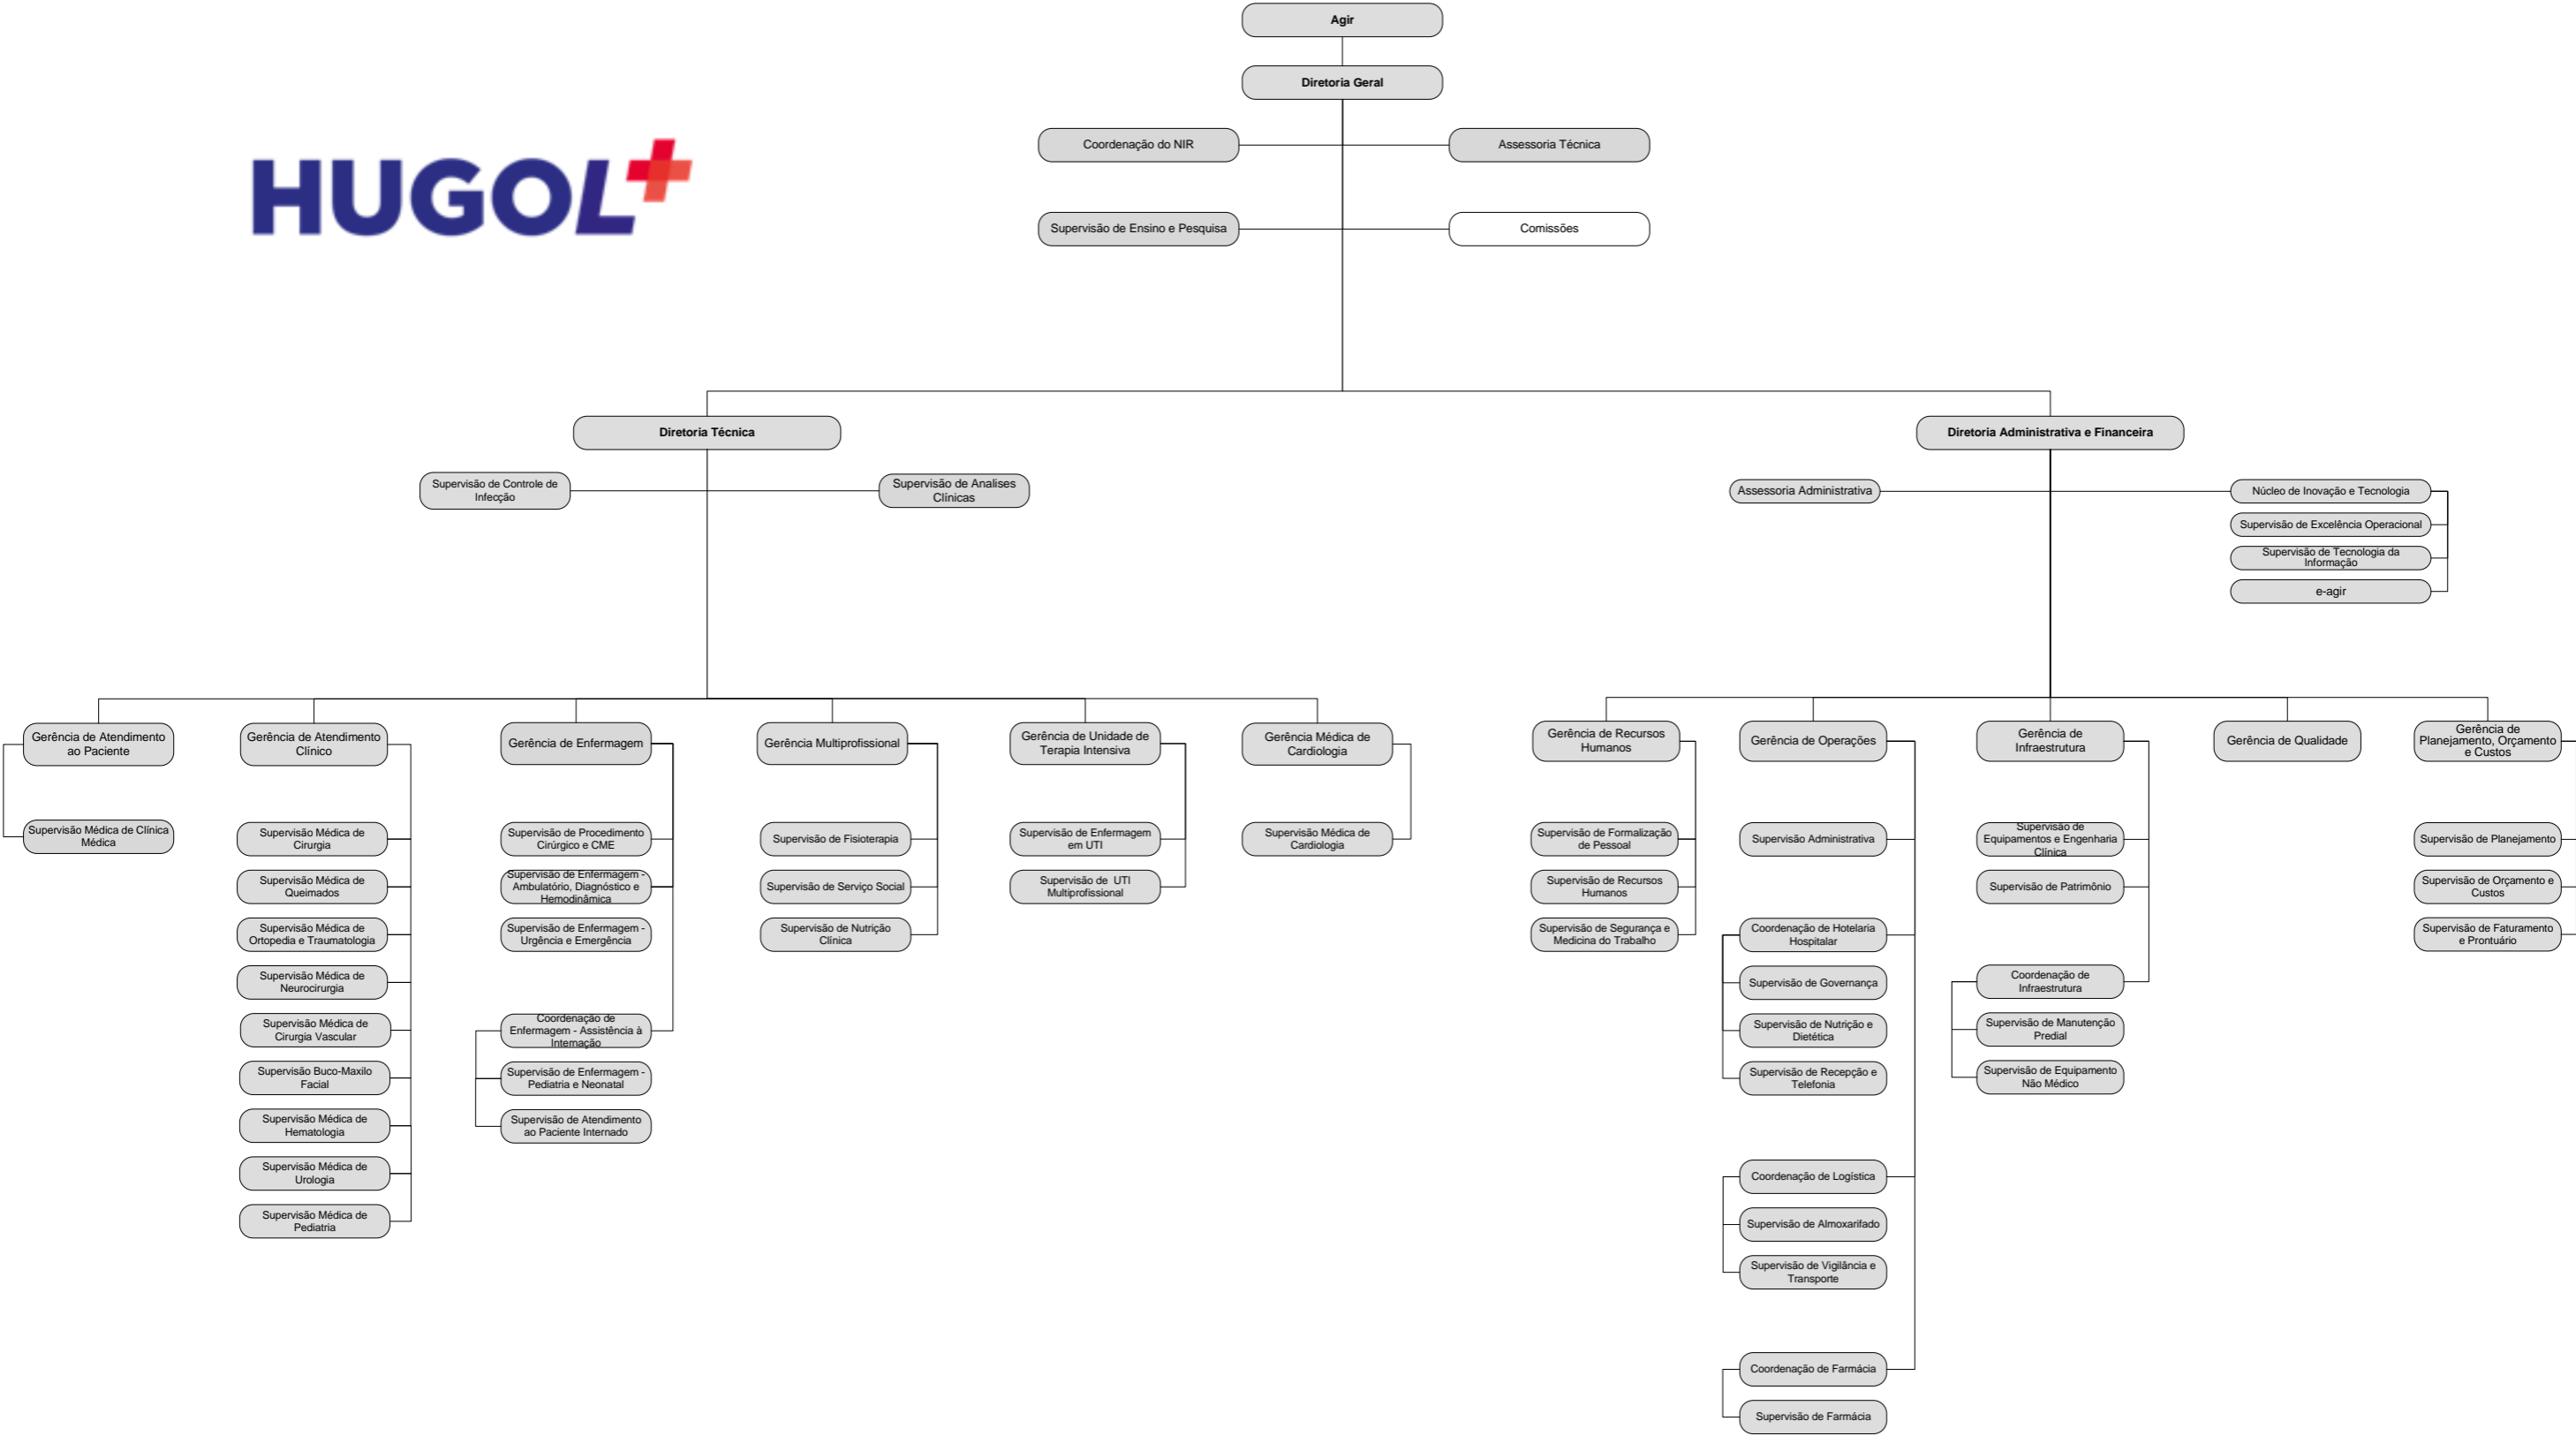 Agir
Diretoria Geral
HUGOL
Coordenação do NIR
Assessoria Técnica
Supervisão de Ensino e Pesquisa
Comissões
Diretoria Técnica
Diretoria Administrativa e Financeira
Supervisão de Controle de
Infecção
Supervisão de Analises
Clínicas
Assessoria Administrativa
Núcleo de Inovação e Tecnologia
Supervisão de Excelência Operacional
Supervisão de Tecnologia da
Informação
e-agir
Gerência de Atendimento
ao Paciente
Supervisão Médica de Clínica
Médica
Gerência de Atendimento
Clínico
Supervisão Médica de
Cirurgia
Supervisão Médica de
Queimados
Supervisão Médica de
Ortopedia e Traumatologia
Supervisão Médica de
Neurocirurgia
Supervisão Médica de
Cirurgia Vascular
Supervisão Buco-Maxilo
Facial
Supervisão Médica de
Hematologia
Supervisão Médica de
Urologia
Supervisão Médica de
Pediatria
Gerência de Enfermagem
Supervisão de Procedimento
Cirúrgico e CME
Supervisão de Enfermagem -
Ambulatório, Diagnóstico e
Hemodinâmica
Supervisão de Enfermagem -
Urgência e Emergência
Coordenação de
Enfermagem - Assistência à
Internação
Supervisão de Enfermagem -
Pediatria e Neonatal
Supervisão de Atendimento
ao Paciente Internado
Gerência Multiprofissional
Supervisão de Fisioterapia
Supervisão de Serviço Social
Supervisão de Nutrição
Clínica
Gerência de Unidade de
Terapia Intensiva
Supervisão de Enfermagem
em UTI
Supervisão de UTI
Multiprofissional
Gerência Médica de
Cardiologia
Supervisão Médica de
Cardiologia
Gerência de Recursos
Humanos
Supervisão de Formalização
de Pessoal
Supervisão de Recursos
Humanos
Supervisão de Segurança e
Medicina do Trabalho
Gerência de Operações
Supervisão Administrativa
Coordenação de Hotelaria
Hospitalar
Supervisão de Governança
Supervisão de Nutrição e
Dietética
Supervisão de Recepção e
Telefonia
Coordenação de Logística
Supervisão de Almoxarifado
Supervisão de Vigilância e
Transporte
Coordenação de Farmácia
Supervisão de Farmácia
Gerência de
Infraestrutura
Supervisão de
Equipamentos e Engenharia
Clínica
Supervisão de Patrimônio
Coordenação de
Infraestrutura
Supervisão de Manutenção
Predial
Supervisão de Equipamento
Não Médico
Gerência de Qualidade
Gerência de
Planejamento, Orçamento
e Custos
Supervisão de Planejamento
Supervisão de Orçamento e
Custos
Supervisão de Faturamento
e Prontuário